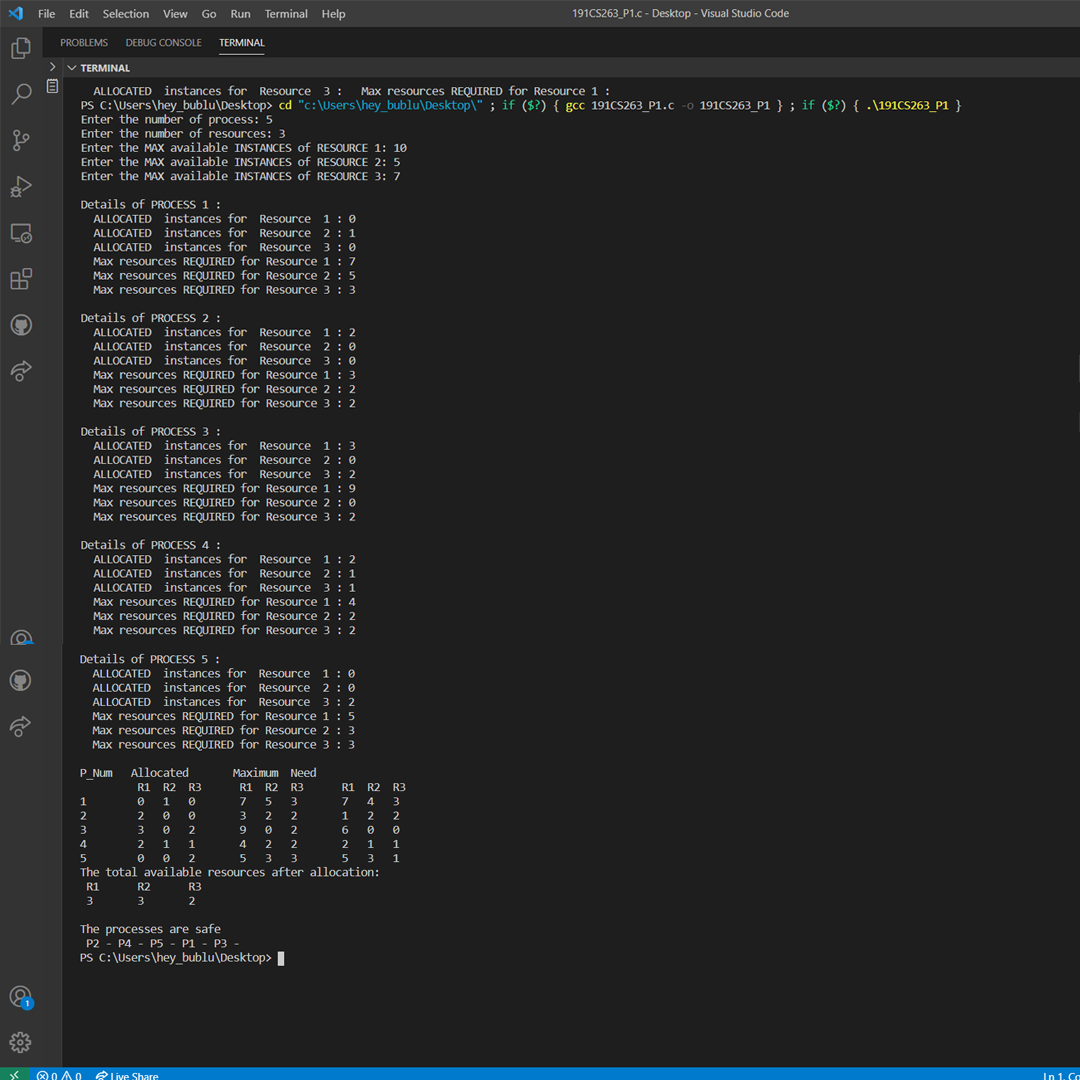 File Edit Selection View Go Run Terminal Help
191CS263_P1.c - Desktop - Visual Studio Code
PROBLEMS DEBUG CONSOLE TERMINAL
TERMINAL
ALLOCATED instances for Resource 3 : Max resources REQUIRED for Resource 1 :
PS C:\Users\hey_bublu\Desktop> cd "c:\Users\hey_bublu\Desktop\" ; if ($?) { gcc 191CS263_P1.c -o 191CS263_P1 } ; if ($?) { .\191CS263_P1 }
Enter the number of process: 5
Enter the number of resources: 3
Enter the MAX available INSTANCES of RESOURCE 1: 10
Enter the MAX available INSTANCES of RESOURCE 2: 5
Enter the MAX available INSTANCES of RESOURCE 3: 7
Details of PROCESS 1 :
ALLOCATED instances for Resource 1 : 0
ALLOCATED instances for Resource 2 : 1
ALLOCATED instances for Resource 3 : 0
Max resources REQUIRED for Resource 1 : 7
Max resources REQUIRED for Resource 2 : 5
Max resources REQUIRED for Resource 3 : 3
Details of PROCESS 2 :
ALLOCATED instances for Resource 1 : 2
ALLOCATED instances for Resource 2 : 0
ALLOCATED instances for Resource 3 : 0
Max resources REQUIRED for Resource 1 : 3
Max resources REQUIRED for Resource 2 : 2
Max resources REQUIRED for Resource 3 : 2
Details of PROCESS 3 :
ALLOCATED instances for Resource 1 : 3
ALLOCATED instances for Resource 2 : 0
ALLOCATED instances for Resource 3 : 2
Max resources REQUIRED for Resource 1 : 9
Max resources REQUIRED for Resource 2 : 0
Max resources REQUIRED for Resource 3 : 2
Details of PROCESS 4 :
ALLOCATED instances for Resource 1 : 2
ALLOCATED instances for Resource 2 : 1
ALLOCATED instances for Resource 3 : 1
Max resources REQUIRED for Resource 1 : 4
Max resources REQUIRED for Resource 2 : 2
Max resources REQUIRED for Resource 3 : 2
Details of PROCESS 5 :
ALLOCATED instances for Resource 1 : 0
ALLOCATED instances for Resource 2 : 0
ALLOCATED instances for Resource 3 : 2
Max resources REQUIRED for Resource 1 : 5
Max resources REQUIRED for Resource 2 : 3
Max resources REQUIRED for Resource 3 : 3
P_Num Allocated Maximum Need
R1 R2 R3 R1 R2 R3 R1 R2 R3
1 0 1 0 7 5 3 7 4 3
2 2 0 0 3 2 2 1 2 2
3 3 0 2 9 0 2 6 0 0
4 2 1 1 4 2 2 2 1 1
5 0 0 2 5 3 3 5 3 1
The total available resources after allocation:
R1 R2 R3
3 3 2
The processes are safe
P2 - P4 - P5 - P1 - P3 -
PS C:\Users\hey_bublu\Desktop>
1
0 0 Live Share
Ln 1, Co